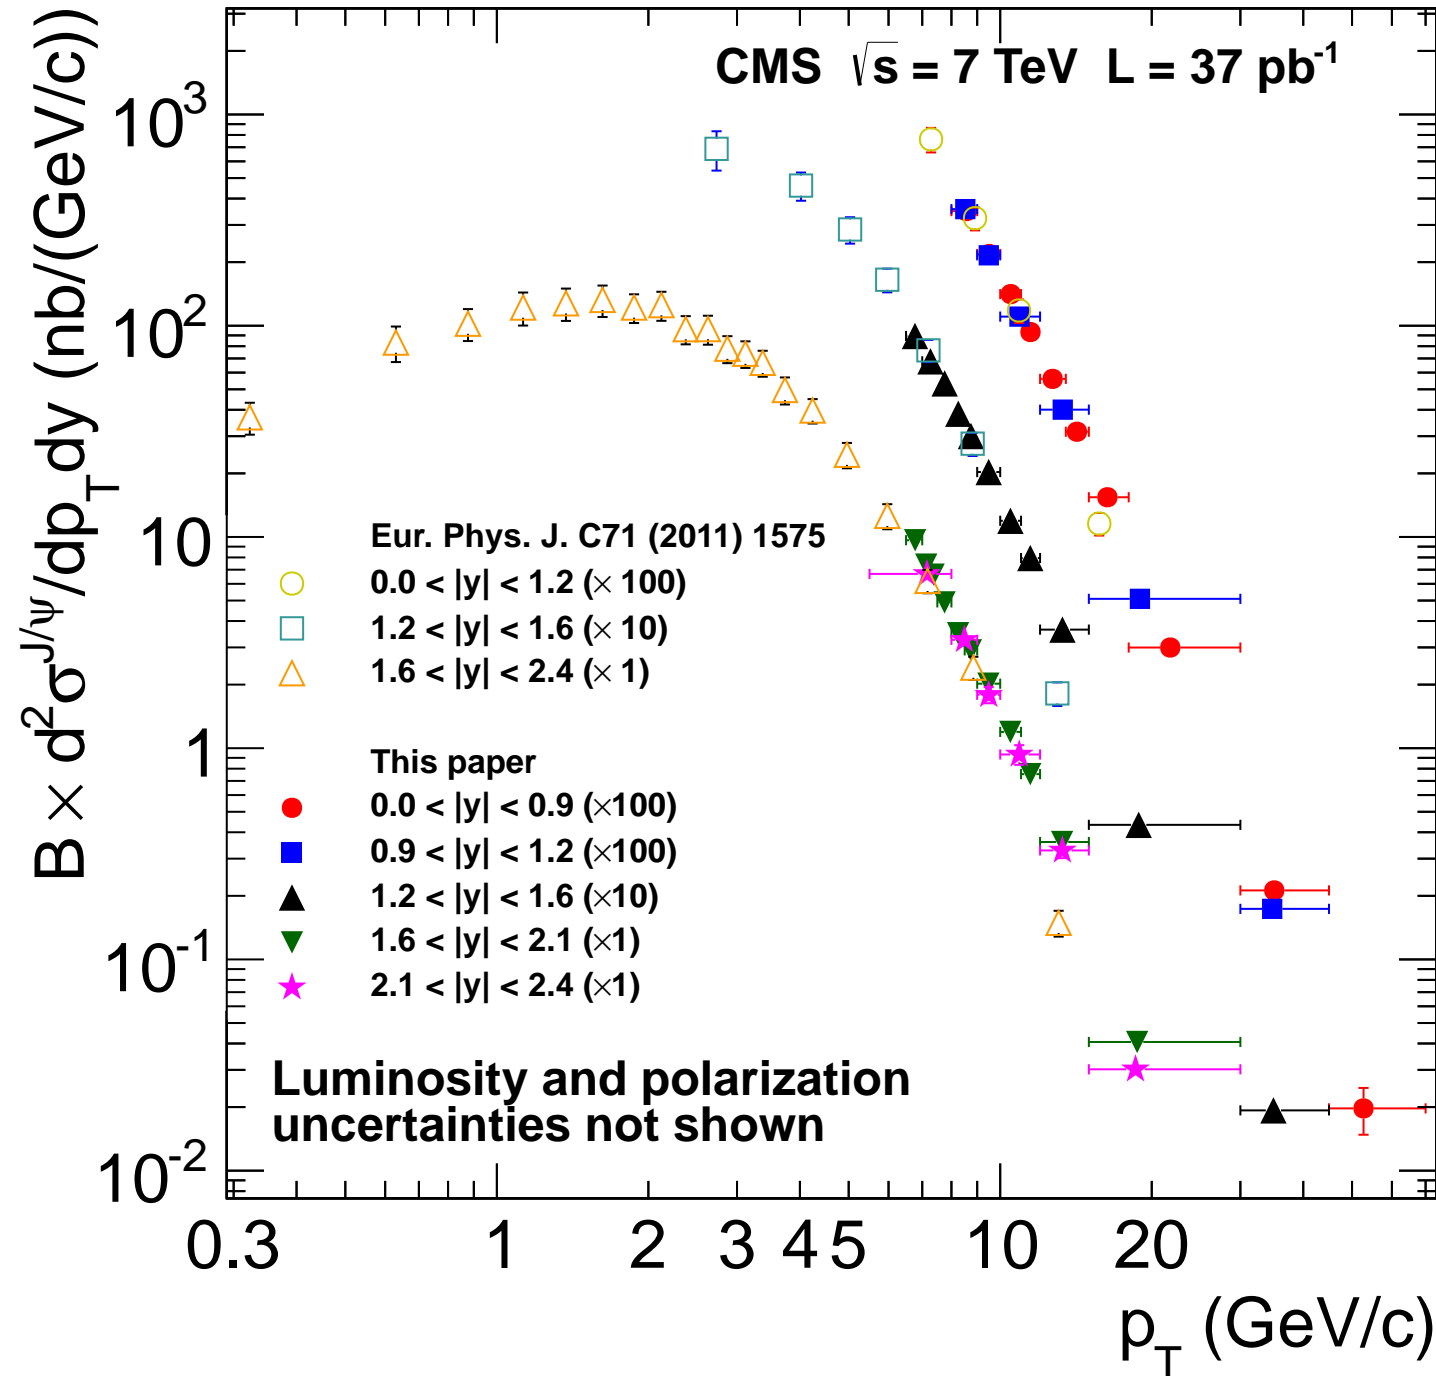 CMS √s = 7 TeV L = 37 pb⁻¹
B × d²σ^{J/ψ}/dp_T dy (nb/(GeV/c))
10³
10²
10
1
10⁻¹
10⁻²
Eur. Phys. J. C71 (2011) 1575
0.0 < |y| < 1.2 (× 100)
1.2 < |y| < 1.6 (× 10)
1.6 < |y| < 2.4 (× 1)
This paper
0.0 < |y| < 0.9 (×100)
0.9 < |y| < 1.2 (×100)
1.2 < |y| < 1.6 (×10)
1.6 < |y| < 2.1 (×1)
2.1 < |y| < 2.4 (×1)
Luminosity and polarization
uncertainties not shown
0.3 1 2 3 4 5 10 20
p_T (GeV/c)